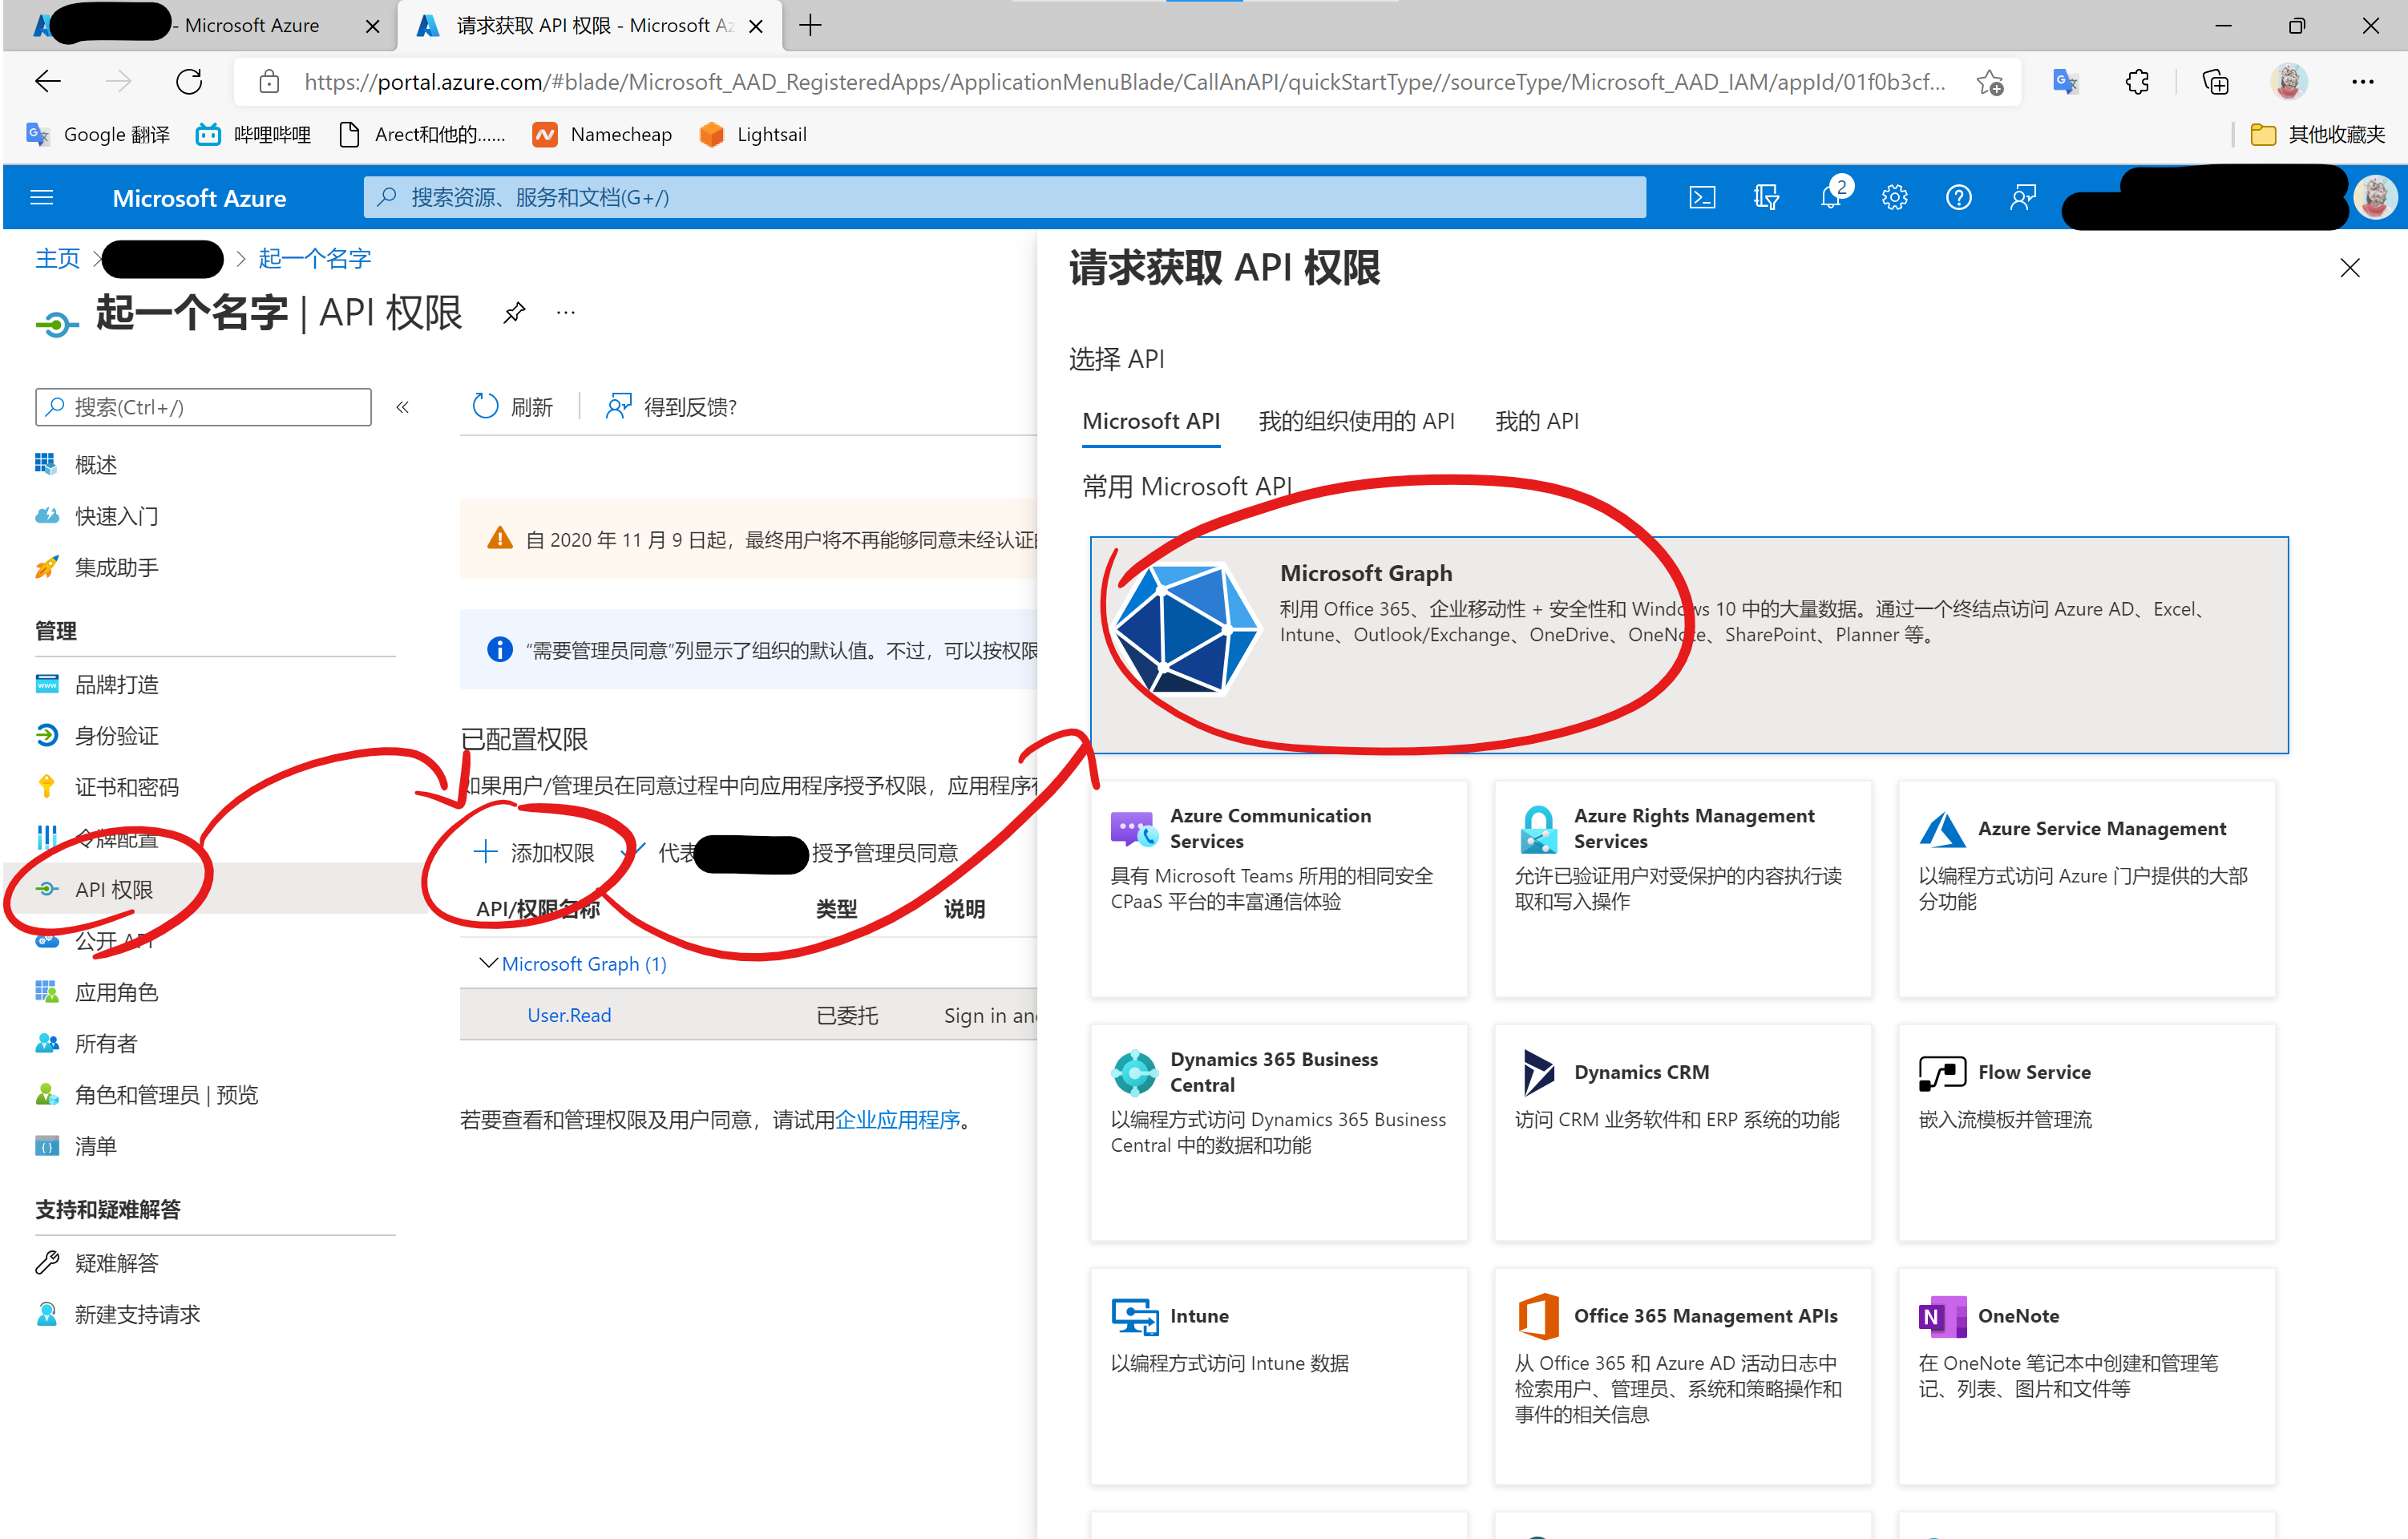 - Microsoft Azure
请求获取 API 权限 - Microsoft Az
https://portal.azure.com/#blade/Microsoft_AAD_RegisteredApps/ApplicationMenuBlade/CallAnAPI/quickStartType//sourceType/Microsoft_AAD_IAM/appId/01f0b3cf...
Google 翻译
哔哩哔哩
Arect和他的......
Namecheap
Lightsail
其他收藏夹
Microsoft Azure
搜索资源、服务和文档(G+/)
2
主页 > > 起一个名字
起一个名字 | API 权限
搜索(Ctrl+/)
概述
快速入门
集成助手
管理
品牌打造
身份验证
证书和密码
令牌配置
API 权限
公开 API
应用角色
所有者
角色和管理员 | 预览
清单
支持和疑难解答
疑难解答
新建支持请求
刷新
得到反馈?
自 2020 年 11 月 9 日起，最终用户将不再能够同意未经认证
“需要管理员同意”列显示了组织的默认值。不过，可以按权限
已配置权限
如果用户/管理员在同意过程中向应用程序授予权限，应用程序
添加权限
代表 授予管理员同意
API/权限名称 类型 说明
Microsoft Graph (1)
User.Read 已委托 Sign in an
若要查看和管理权限及用户同意，请试用企业应用程序。
请求获取 API 权限
选择 API
Microsoft API 我的组织使用的 API 我的 API
常用 Microsoft API
Microsoft Graph
利用 Office 365、企业移动性 + 安全性和 Windows 10 中的大量数据。通过一个终结点访问 Azure AD、Excel、
Intune、Outlook/Exchange、OneDrive、OneNote、SharePoint、Planner 等。
Azure Communication
Services
具有 Microsoft Teams 所用的相同安全
CPaaS 平台的丰富通信体验
Azure Rights Management
Services
允许已验证用户对受保护的内容执行读
取和写入操作
Azure Service Management
以编程方式访问 Azure 门户提供的大部
分功能
Dynamics 365 Business
Central
以编程方式访问 Dynamics 365 Business
Central 中的数据和功能
Dynamics CRM
访问 CRM 业务软件和 ERP 系统的功能
Flow Service
嵌入流模板并管理流
Intune
以编程方式访问 Intune 数据
Office 365 Management APIs
从 Office 365 和 Azure AD 活动日志中
检索用户、管理员、系统和策略操作和
事件的相关信息
OneNote
在 OneNote 笔记本中创建和管理笔
记、列表、图片和文件等